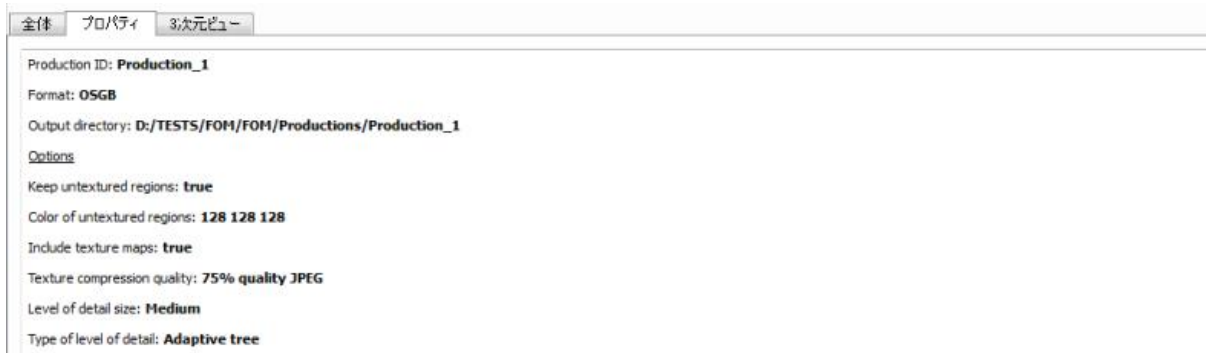 全体 プロパティ 3次元ビュー
Production ID: Production_1
Format: OSGB
Output directory: D:/TESTS/FOM/FOM/Productions/Production_1
Options
Keep untextured regions: true
Color of untextured regions: 128 128 128
Include texture maps: true
Texture compression quality: 75% quality JPEG
Level of detail size: Medium
Type of level of detail: Adaptive tree